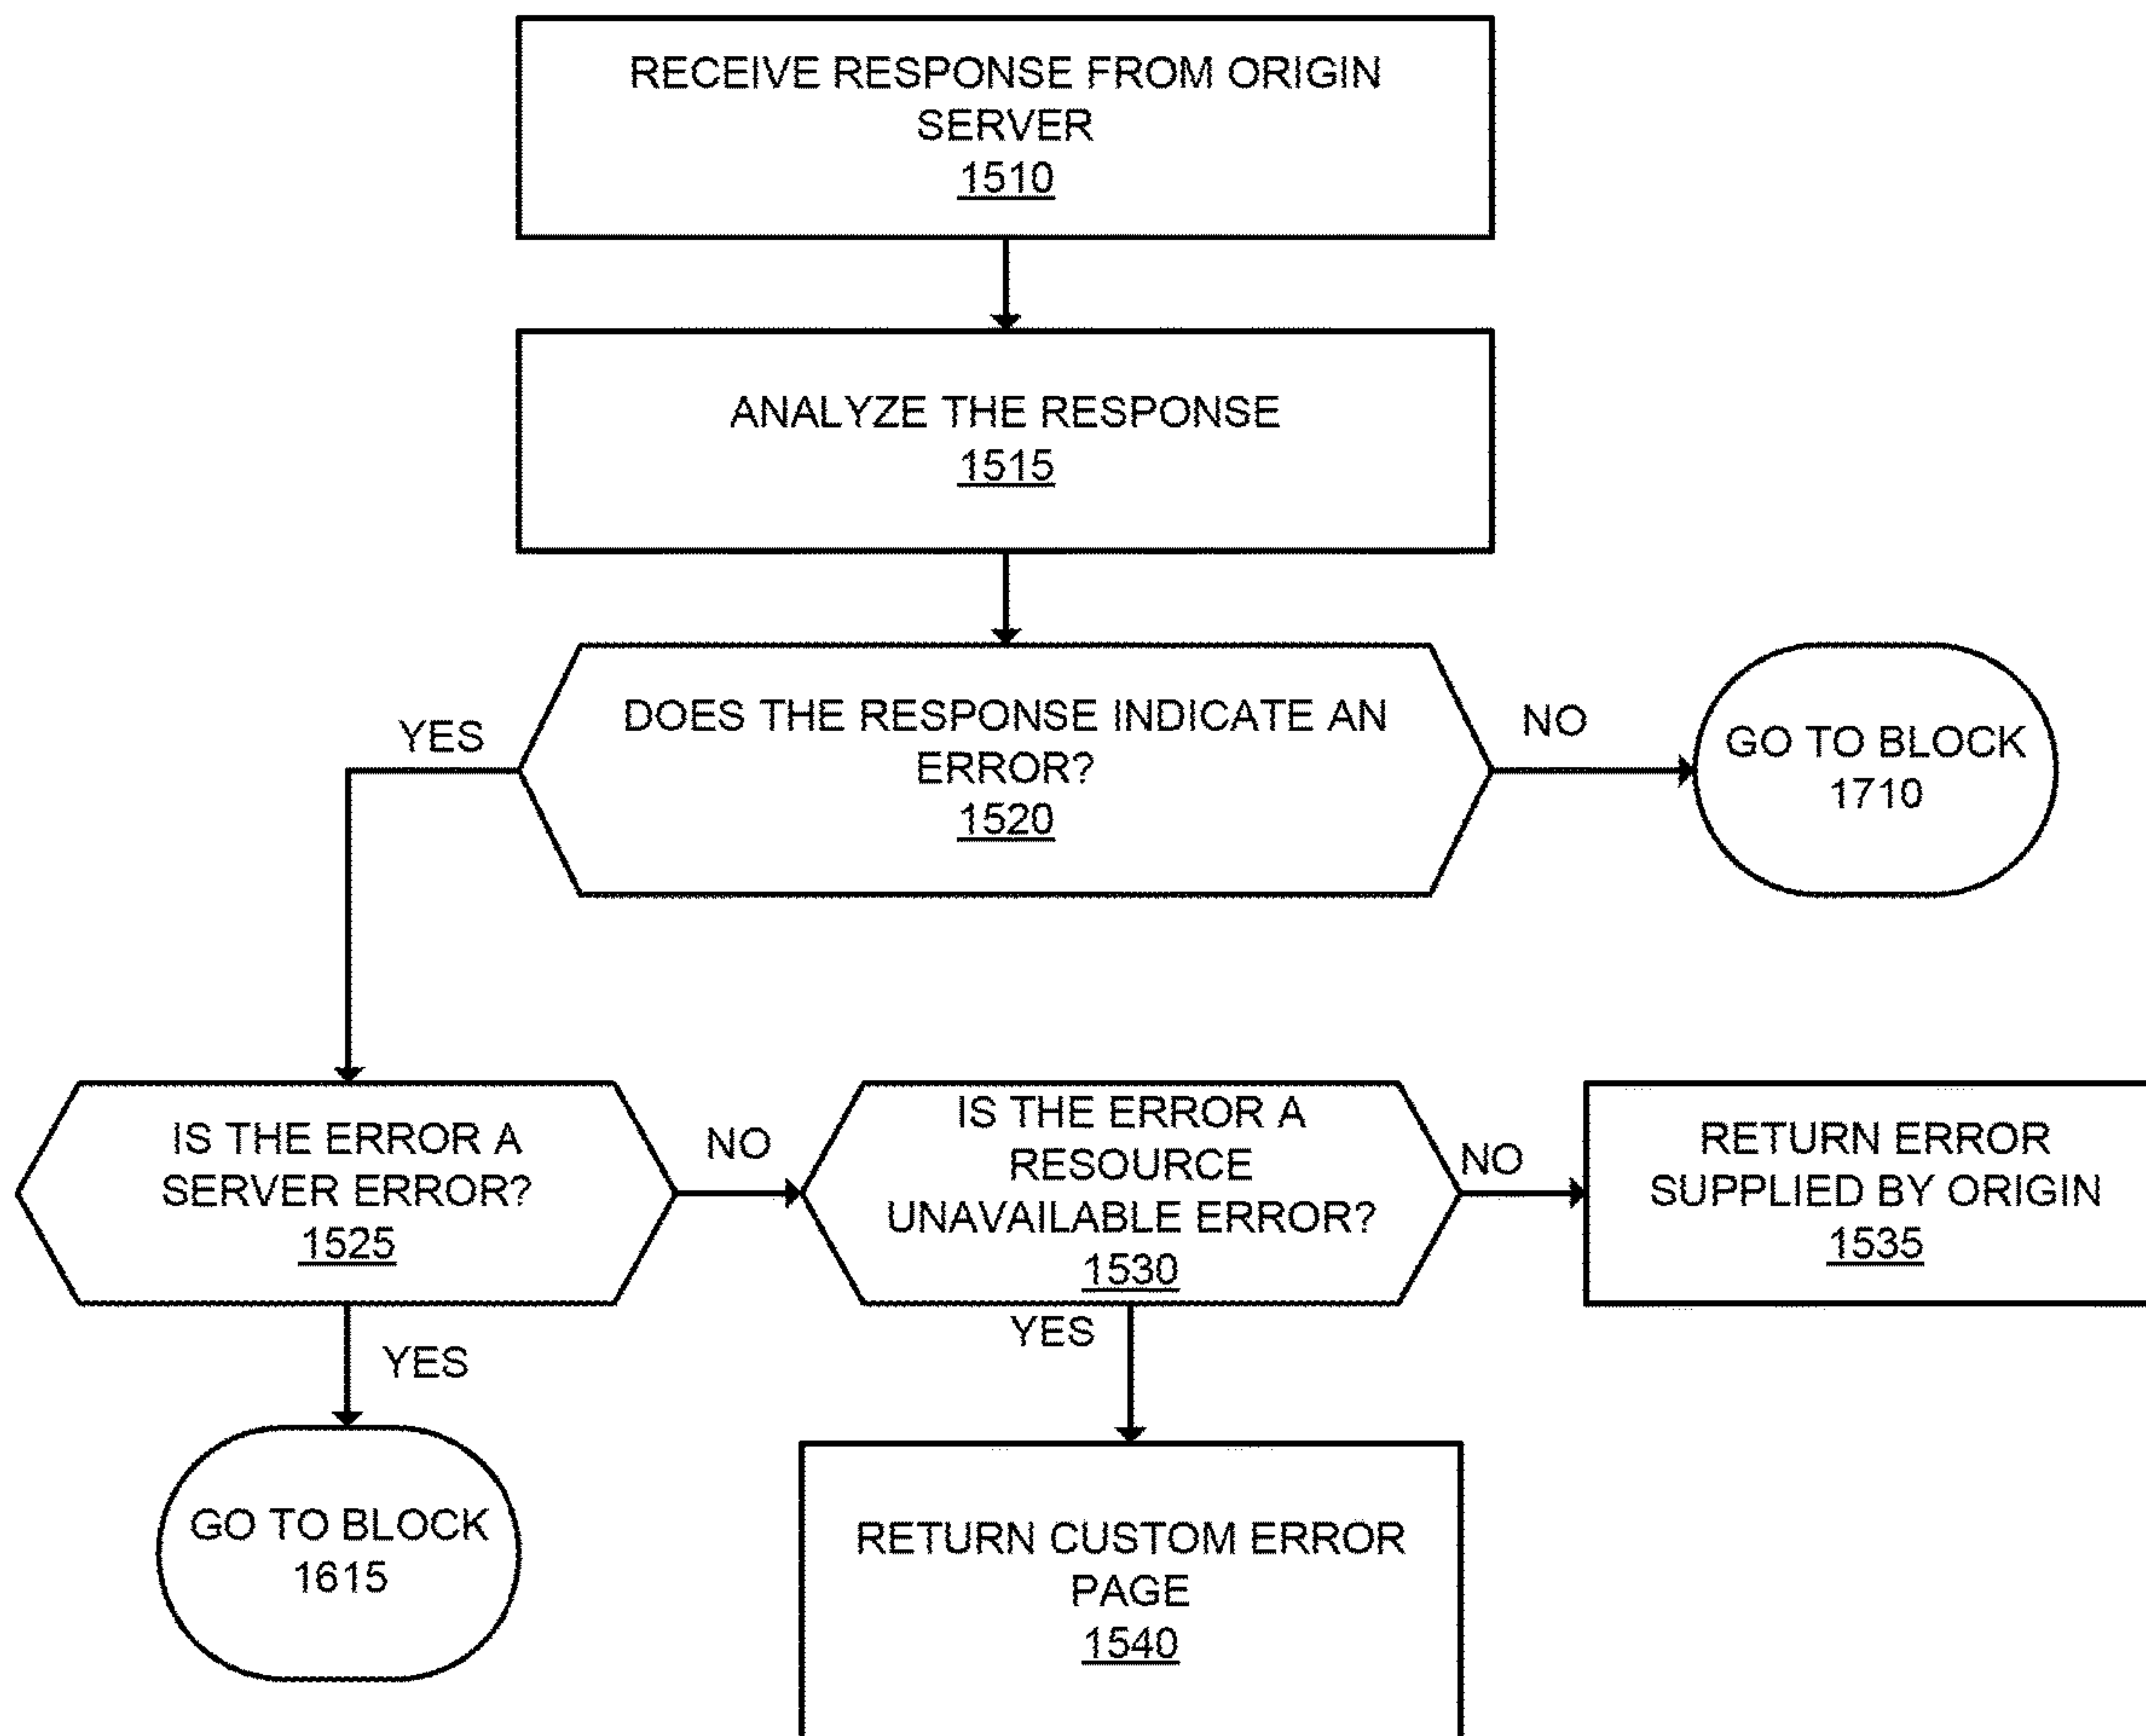 RECEIVE RESPONSE FROM ORIGIN
SERVER
1510
ANALYZE THE RESPONSE
1515
YES
DOES THE RESPONSE INDICATE AN
ERROR?
1520
NO
GO TO BLOCK
1710
IS THE ERROR A
SERVER ERROR?
1525
NO
IS THE ERROR A
RESOURCE
UNAVAILABLE ERROR?
1530
NO
RETURN ERROR
SUPPLIED BY ORIGIN
1535
YES
YES
GO TO BLOCK
1615
RETURN CUSTOM ERROR
PAGE
1540